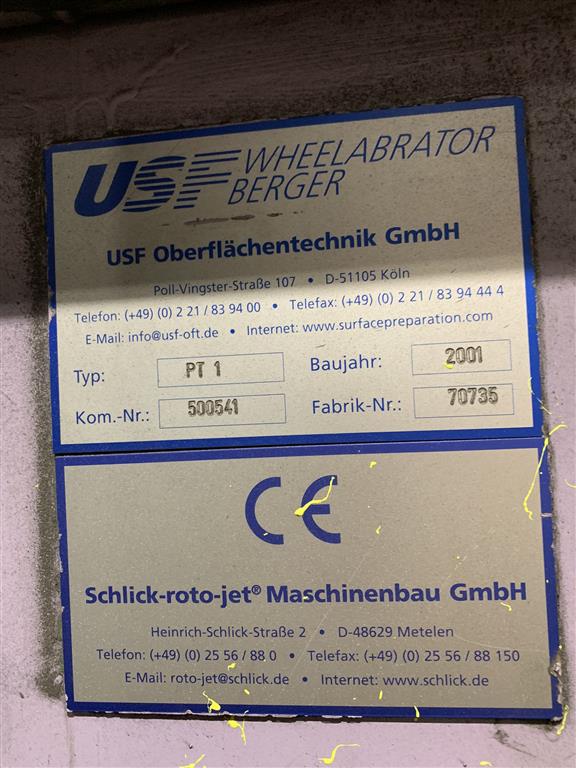 USF WHEELABRATOR
BERGER
USF Oberflächentechnik GmbH
Poll-Vingster-Straße 107 • D-51105 Köln
Telefon: (+49) (0) 2 21 / 83 94 00 • Telefax: (+49) (0) 2 21 / 83 94 44 4
E-Mail: info@usf-oft.de • Internet: www.surfacepreparation.com
Typ: PT 1 Baujahr: 2001
Kom.-Nr.: 500541 Fabrik-Nr.: 70735
CE
Schlick-roto-jet® Maschinenbau GmbH
Heinrich-Schlick-Straße 2 • D-48629 Metelen
Telefon: (+49) (0) 25 56 / 88 0 • Telefax: (+49) (0) 25 56 / 88 150
E-Mail: roto-jet@schlick.de • Internet: www.schlick.de